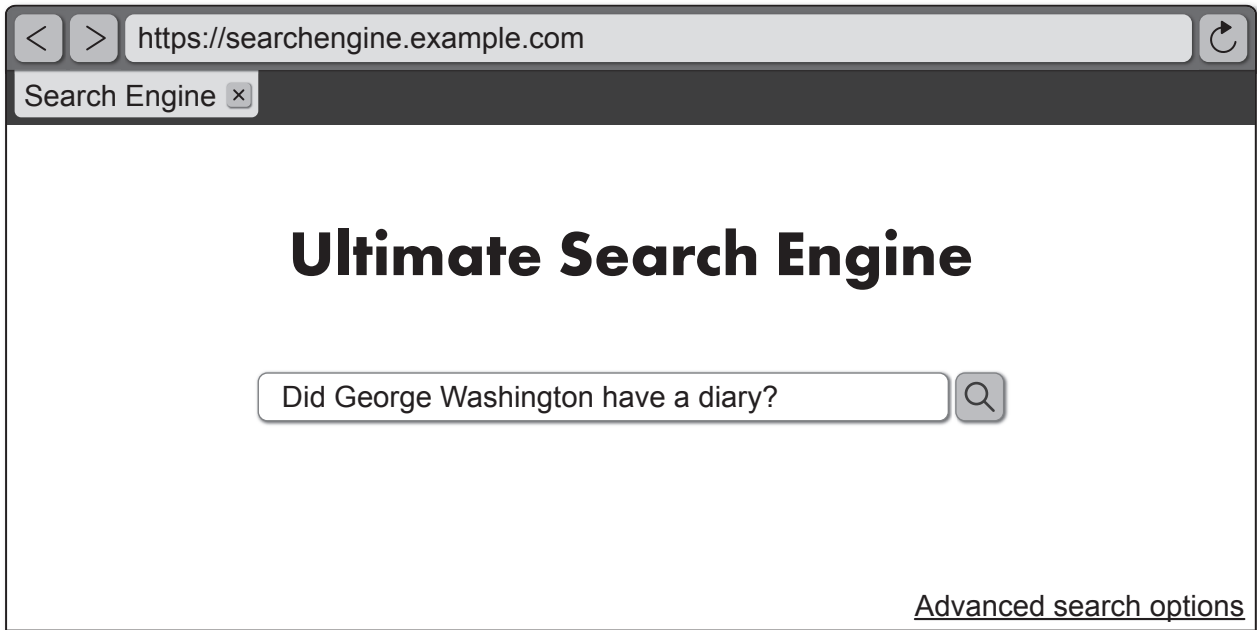 https://searchengine.example.com
Search Engine
Ultimate Search Engine
Did George Washington have a diary?
Advanced search options